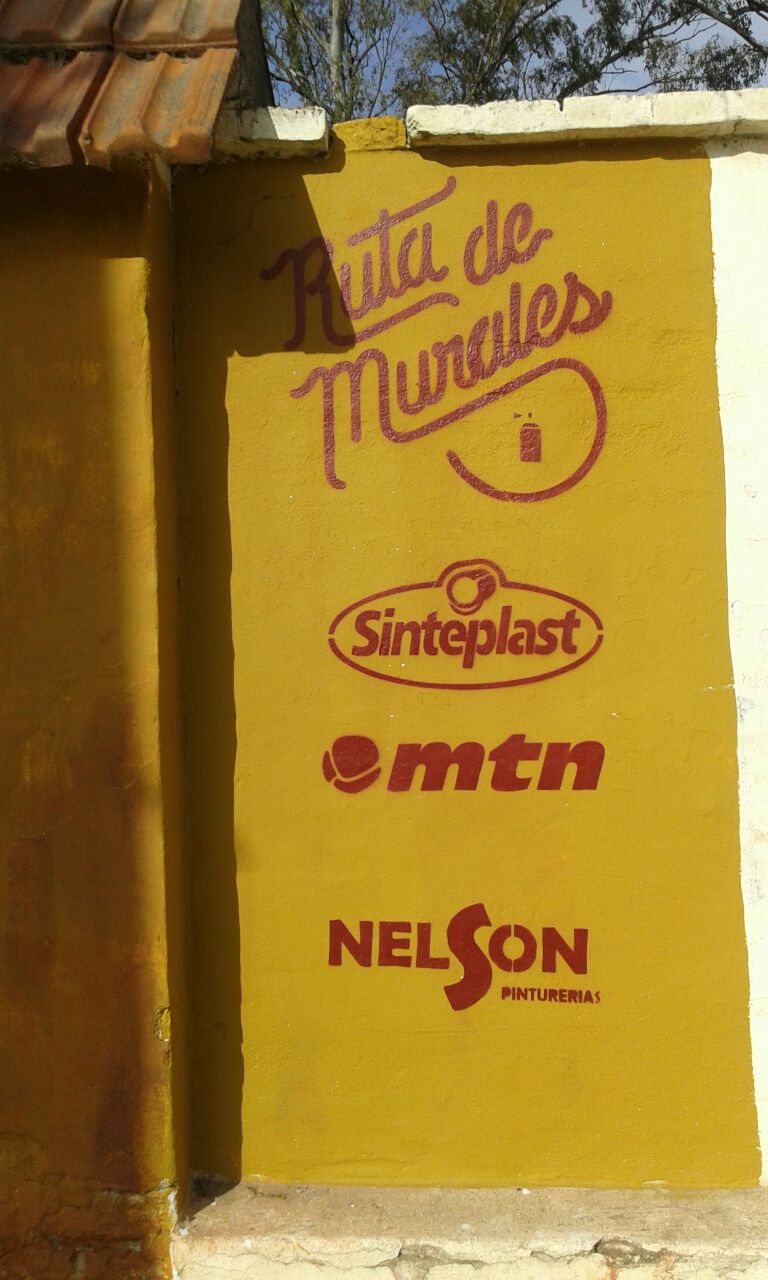 Ruta de
Murales
Sinteplast
mtn
NELSON
PINTURERIAS